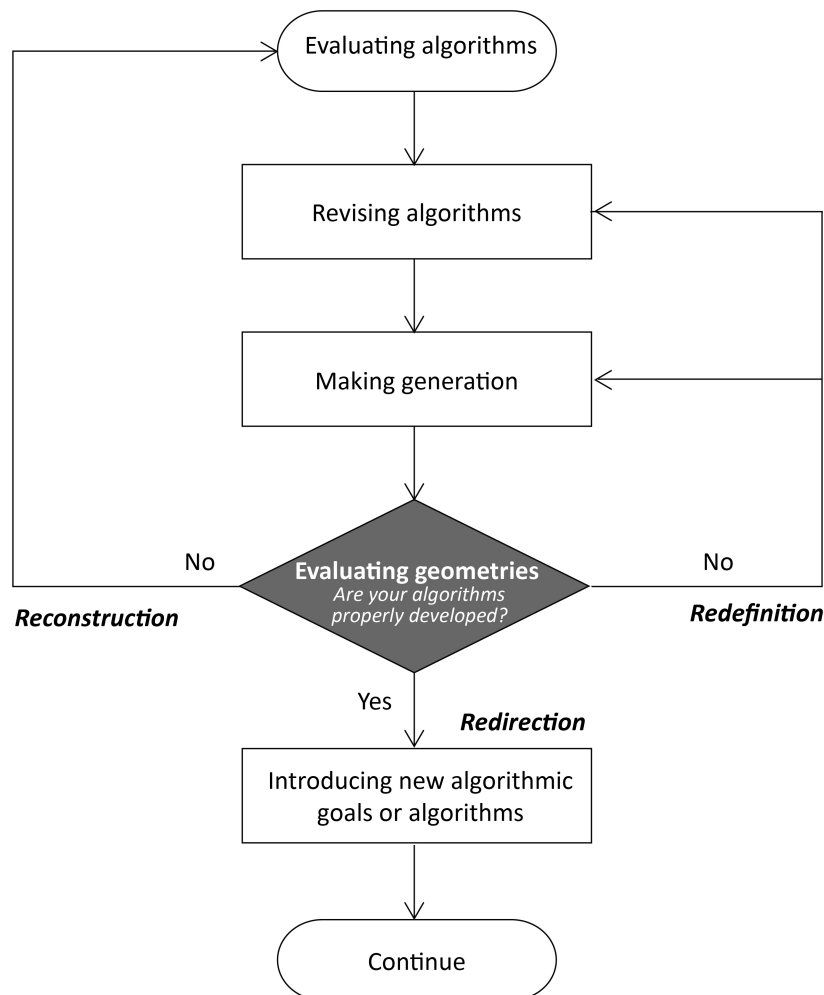 Evaluating algorithms
Revising algorithms
Making generation
No
Evaluating geometries
Are your algorithms
properly developed?
No
Reconstruction
Redefinition
Yes
Redirection
Introducing new algorithmic
goals or algorithms
Continue